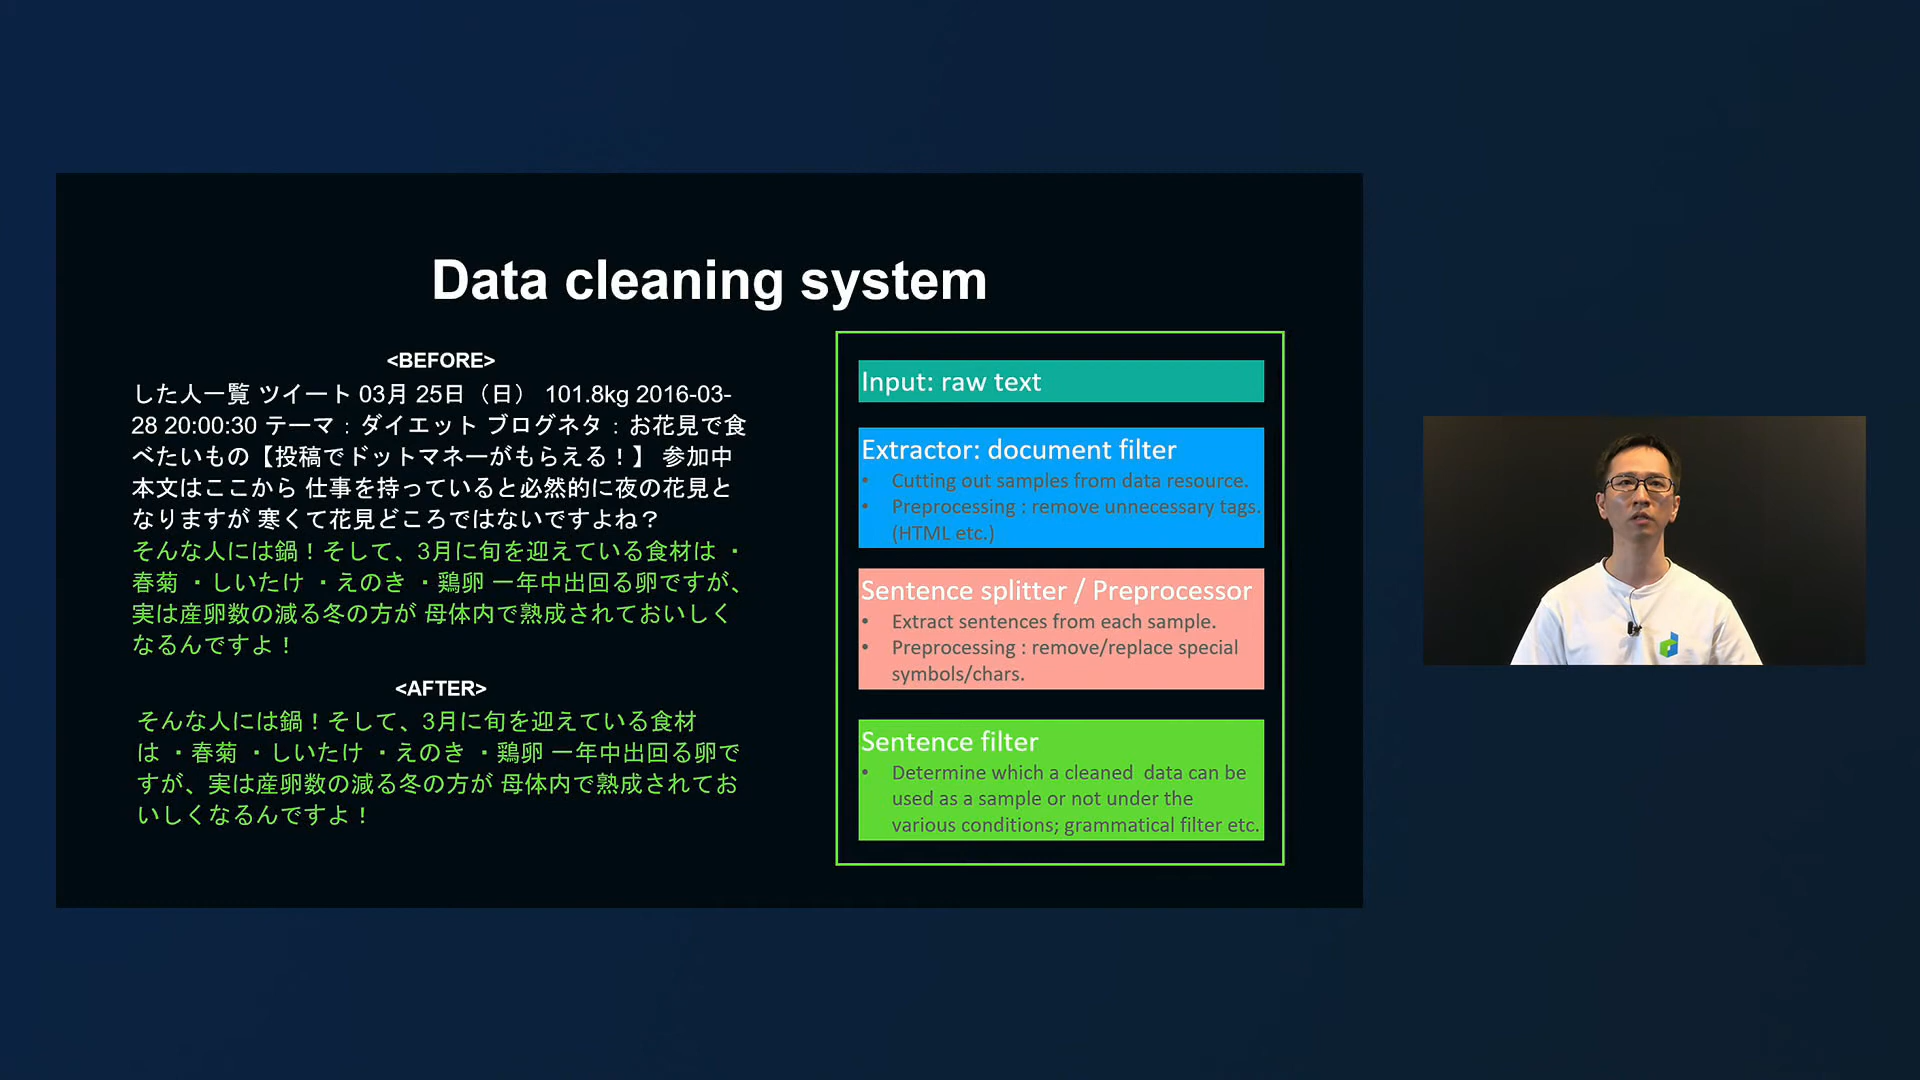 Data cleaning system
<BEFORE>
した人一覧 ツイート 03月 25日（日） 101.8kg 2016-03-
28 20:00:30 テーマ：ダイエット ブログネタ：お花見で食
べたいもの【投稿でドットマネーがもらえる！】 参加中
本文はここから 仕事を持っていると必然的に夜の花見と
なりますが 寒くて花見どころではないですよね？
そんな人には鍋！そして、3月に旬を迎えている食材は ・
春菊 ・しいたけ ・えのき ・鶏卵 一年中出回る卵ですが、
実は産卵数の減る冬の方が 母体内で熟成されておいしく
なるんですよ！
<AFTER>
そんな人には鍋！そして、3月に旬を迎えている食材
は ・春菊 ・しいたけ ・えのき ・鶏卵 一年中出回る卵で
すが、実は産卵数の減る冬の方が 母体内で熟成されてお
いしくなるんですよ！
Input: raw text
Extractor: document filter
• Cutting out samples from data resource.
• Preprocessing : remove unnecessary tags.
(HTML etc.)
Sentence splitter / Preprocessor
• Extract sentences from each sample.
• Preprocessing : remove/replace special
symbols/chars.
Sentence filter
• Determine which a cleaned  data can be
used as a sample or not under the
various conditions; grammatical filter etc.